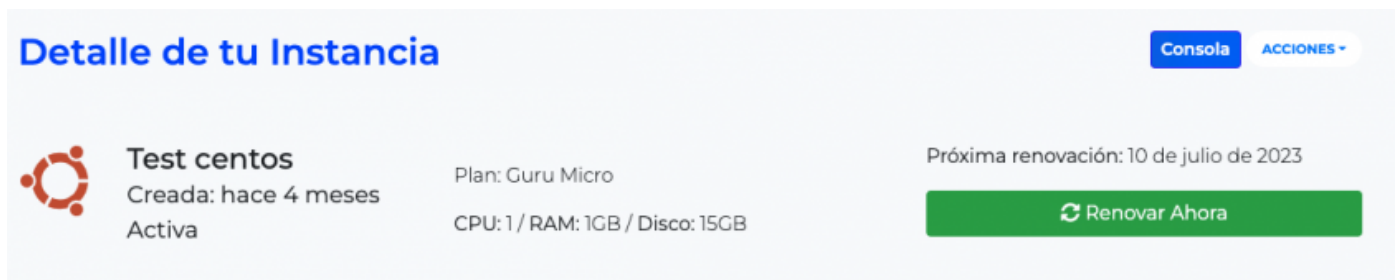 Detalle de tu Instancia
Consola
ACCIONES
Test centos
Creada: hace 4 meses
Activa
Plan: Guru Micro
CPU: 1 / RAM: 1GB / Disco: 15GB
Próxima renovación: 10 de julio de 2023
Renovar Ahora